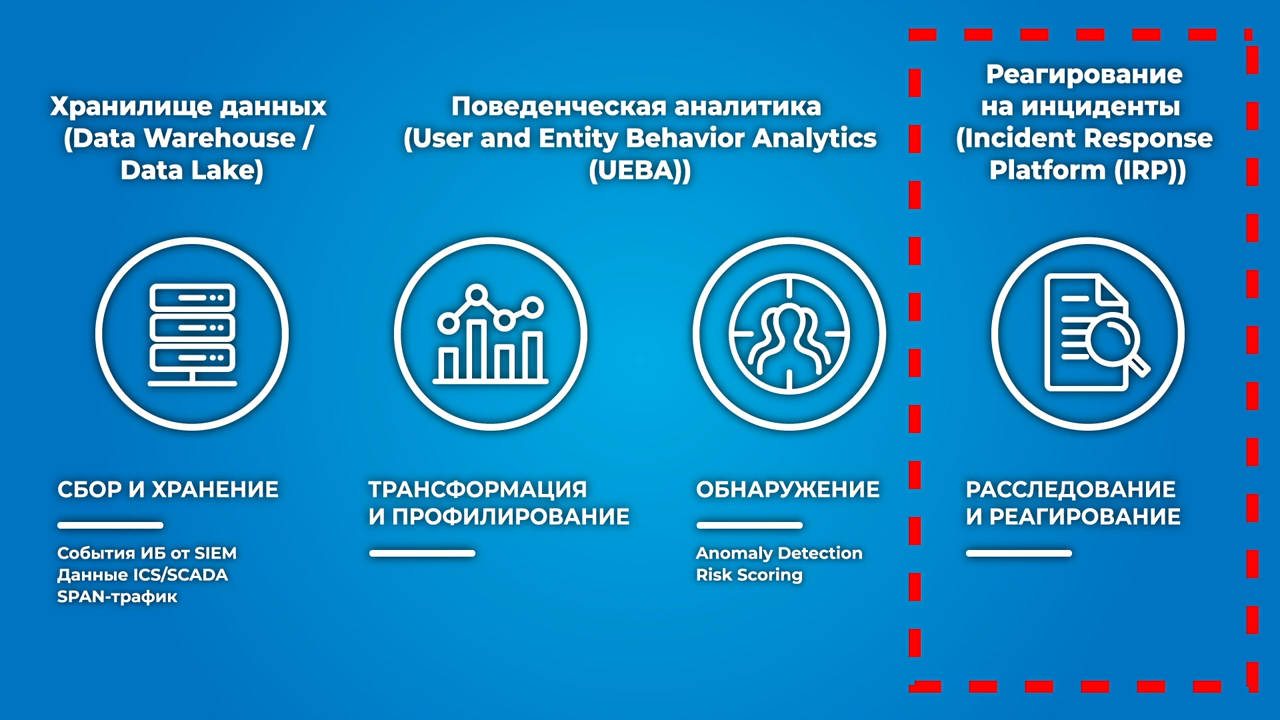 Хранилище данных
(Data Warehouse /
Data Lake)
Поведенческая аналитика
(User and Entity Behavior Analytics
(UEBA))
Реагирование
на инциденты
(Incident Response
Platform (IRP))
СБОР И ХРАНЕНИЕ
События ИБ от SIEM
Данные ICS/SCADA
SPAN-трафик
ТРАНСФОРМАЦИЯ
И ПРОФИЛИРОВАНИЕ
ОБНАРУЖЕНИЕ
Anomaly Detection
Risk Scoring
РАССЛЕДОВАНИЕ
И РЕАГИРОВАНИЕ